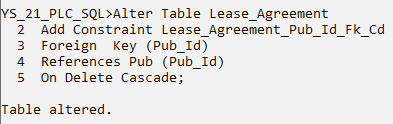 YS_21_PLC_SQL>Alter Table Lease_Agreement
2 Add Constraint Lease_Agreement_Pub_Id_Fk_Cd
3 Foreign  Key (Pub_Id)
4 References Pub (Pub_Id)
5 On Delete Cascade;
Table altered.